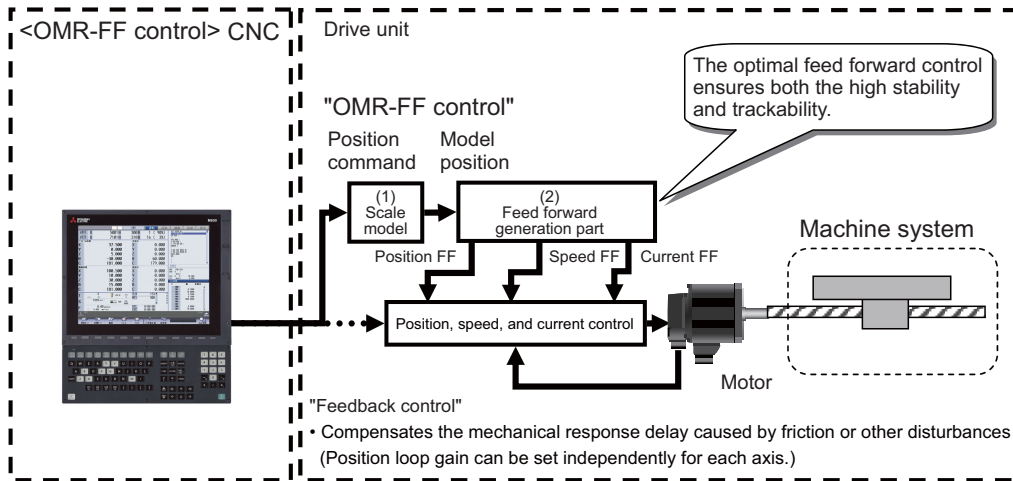 <OMR-FF control> CNC
Drive unit
The optimal feed forward control
ensures both the high stability
and trackability.
"OMR-FF control"
Position
command
Model
position
(1)
Scale
model
(2)
Feed forward
generation part
Position FF
Speed FF
Current FF
Machine system
Position, speed, and current control
Motor
"Feedback control"
• Compensates the mechanical response delay caused by friction or other disturbances
(Position loop gain can be set independently for each axis.)